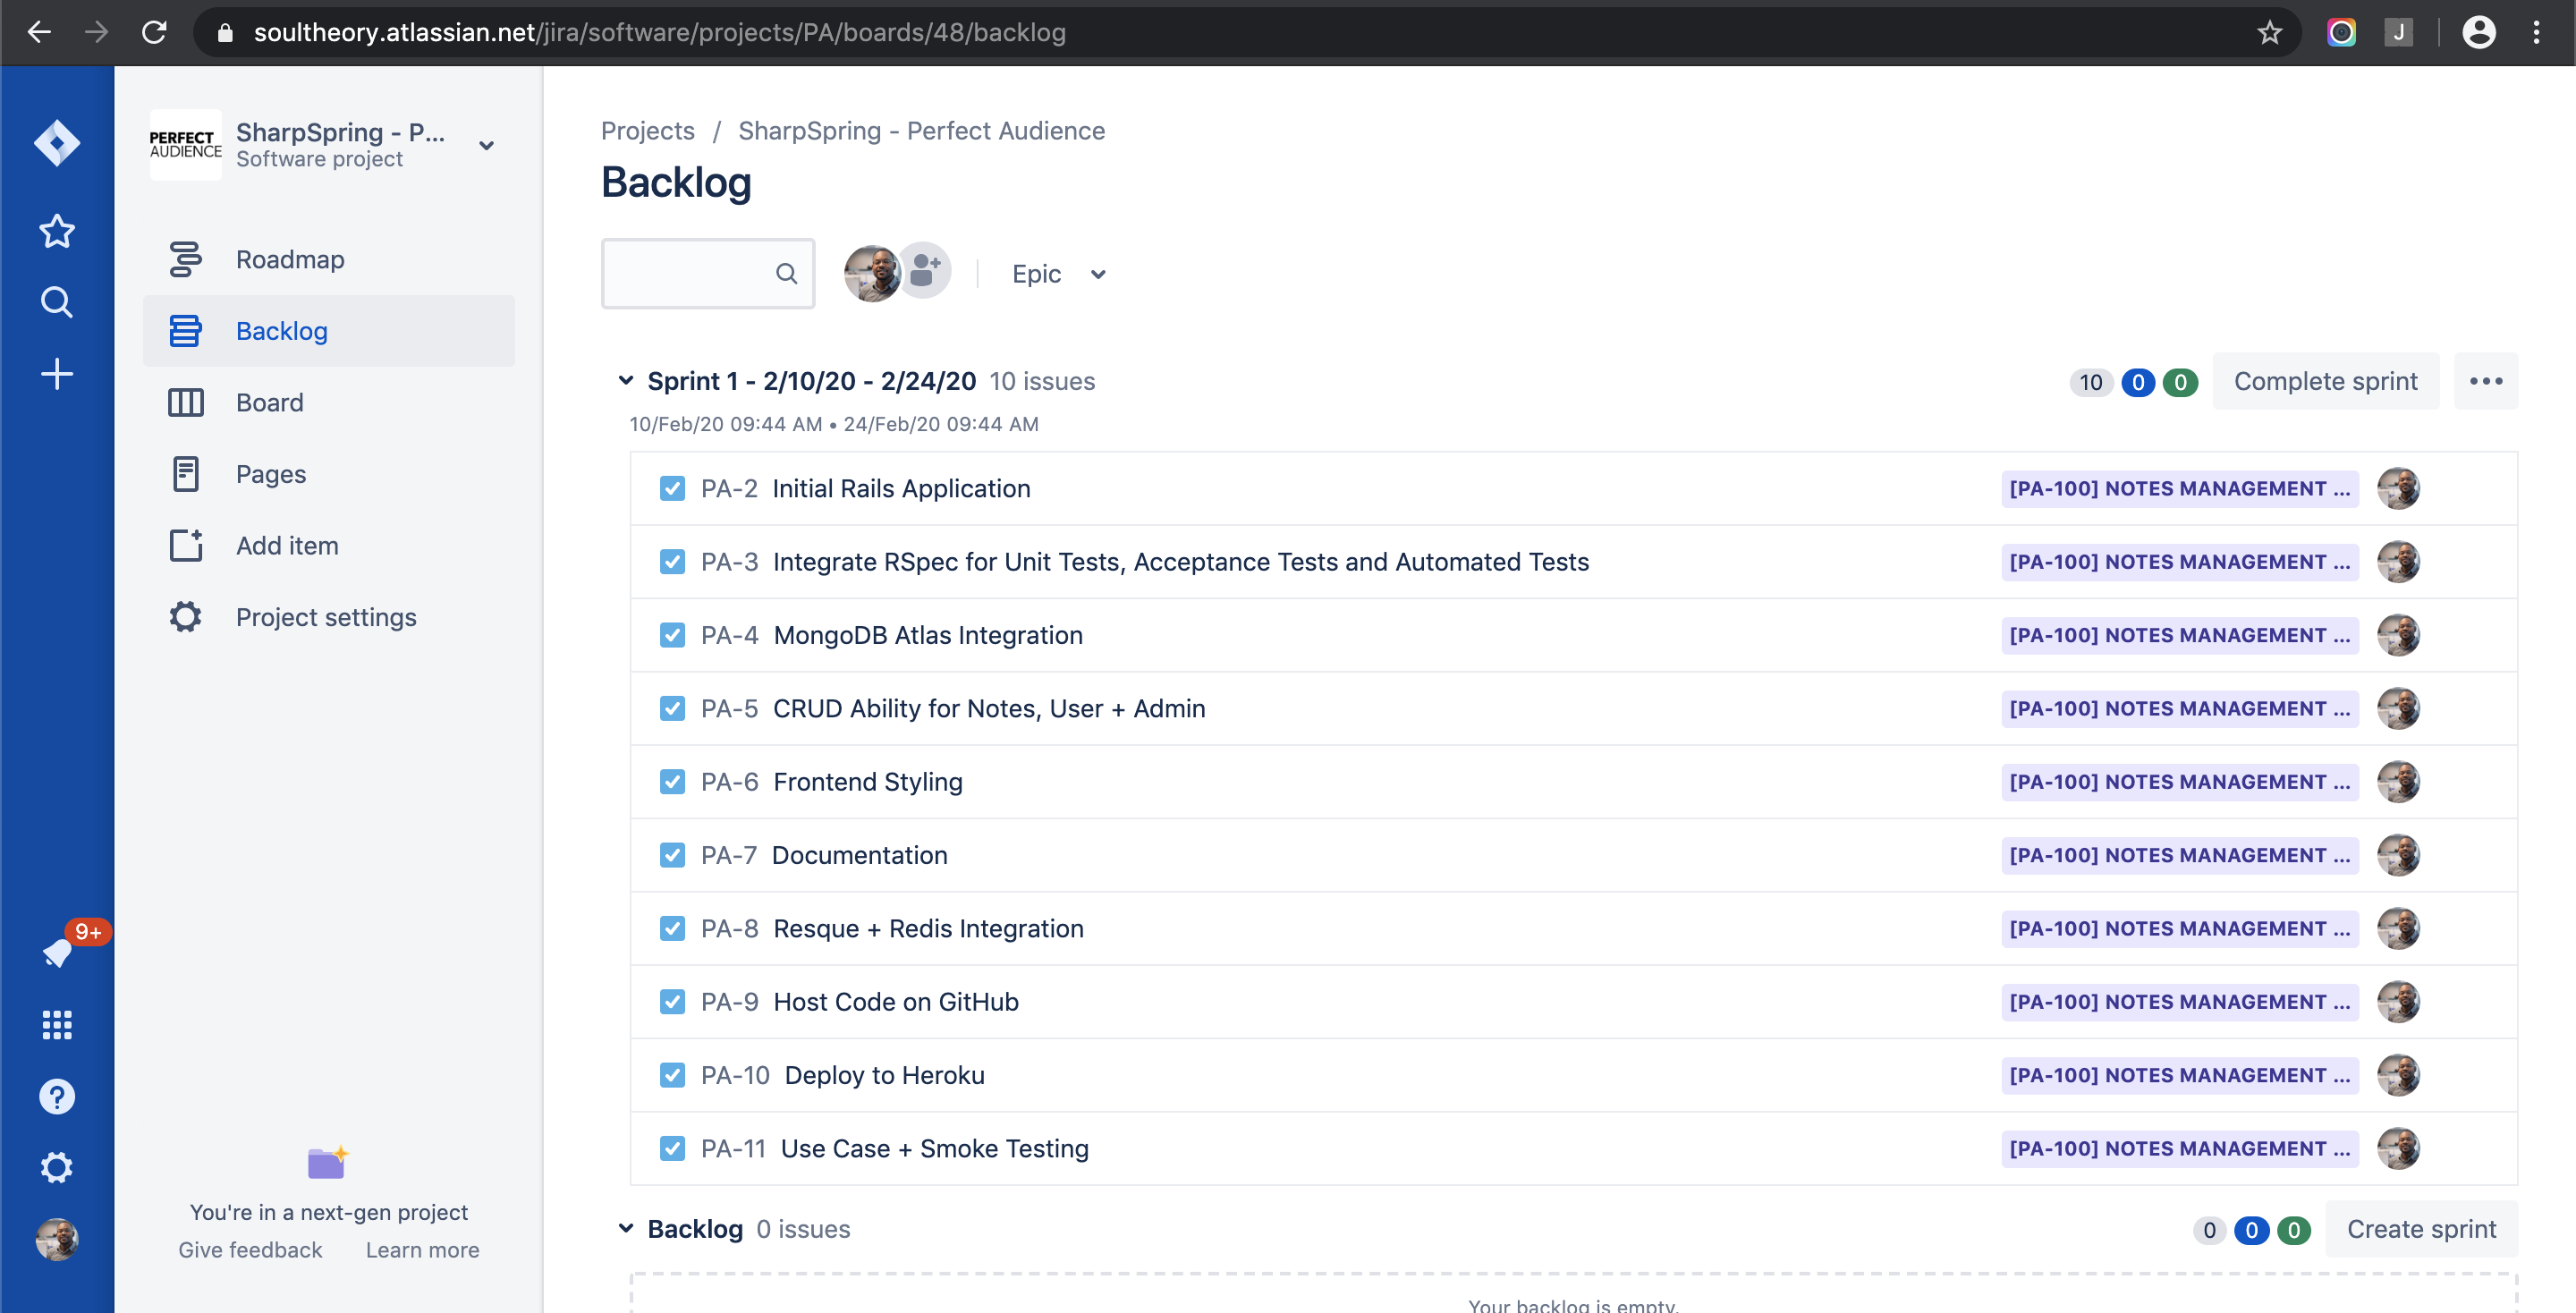 soultheory.atlassian.net/jira/software/projects/PA/boards/48/backlog
J
PERFECT
AUDIENCE
SharpSpring - P...
Software project
Roadmap
Backlog
Board
Pages
Add item
Project settings
9+
You're in a next-gen project
Give feedback Learn more
Projects / SharpSpring - Perfect Audience
Backlog
Epic
Sprint 1 - 2/10/20 - 2/24/20 10 issues 10 0 0 Complete sprint
10/Feb/20 09:44 AM • 24/Feb/20 09:44 AM
PA-2 Initial Rails Application [PA-100] NOTES MANAGEMENT ...
PA-3 Integrate RSpec for Unit Tests, Acceptance Tests and Automated Tests [PA-100] NOTES MANAGEMENT ...
PA-4 MongoDB Atlas Integration [PA-100] NOTES MANAGEMENT ...
PA-5 CRUD Ability for Notes, User + Admin [PA-100] NOTES MANAGEMENT ...
PA-6 Frontend Styling [PA-100] NOTES MANAGEMENT ...
PA-7 Documentation [PA-100] NOTES MANAGEMENT ...
PA-8 Resque + Redis Integration [PA-100] NOTES MANAGEMENT ...
PA-9 Host Code on GitHub [PA-100] NOTES MANAGEMENT ...
PA-10 Deploy to Heroku [PA-100] NOTES MANAGEMENT ...
PA-11 Use Case + Smoke Testing [PA-100] NOTES MANAGEMENT ...
Backlog 0 issues 0 0 0 Create sprint
Your backlog is empty.